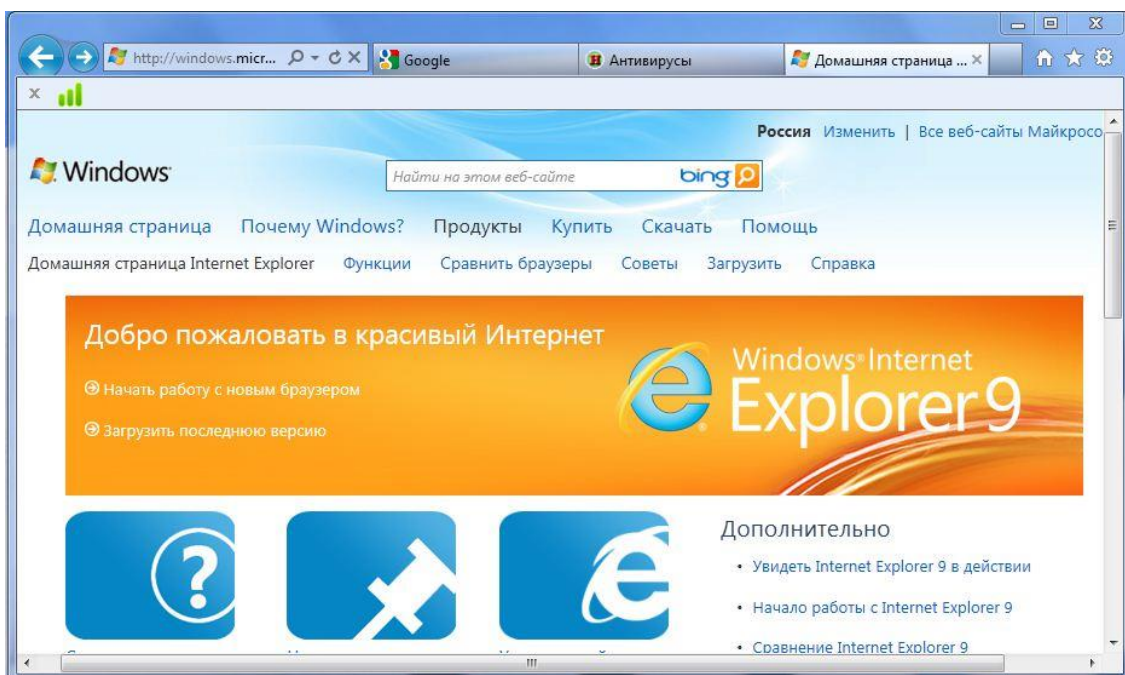 http://windows.micr... Google Антивирусы Домашняя страница ...
Россия Изменить | Все веб-сайты Майкросо
Windows Найти на этом веб-сайте bing
Домашняя страница Почему Windows? Продукты Купить Скачать Помощь
Домашняя страница Internet Explorer Функции Сравнить браузеры Советы Загрузить Справка
Добро пожаловать в красивый Интернет
Начать работу с новым браузером
Загрузить последнюю версию
Windows Internet
Explorer 9
Дополнительно
• Увидеть Internet Explorer 9 в действии
• Начало работы с Internet Explorer 9
• Сравнение Internet Explorer 9